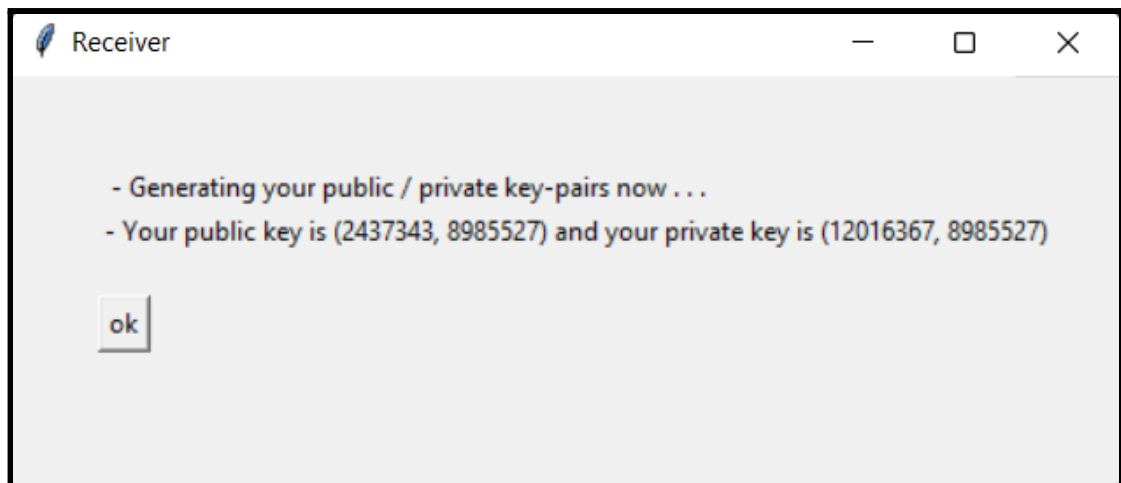 Receiver
- Generating your public / private key-pairs now . . .
- Your public key is (2437343, 8985527) and your private key is (12016367, 8985527)
ok